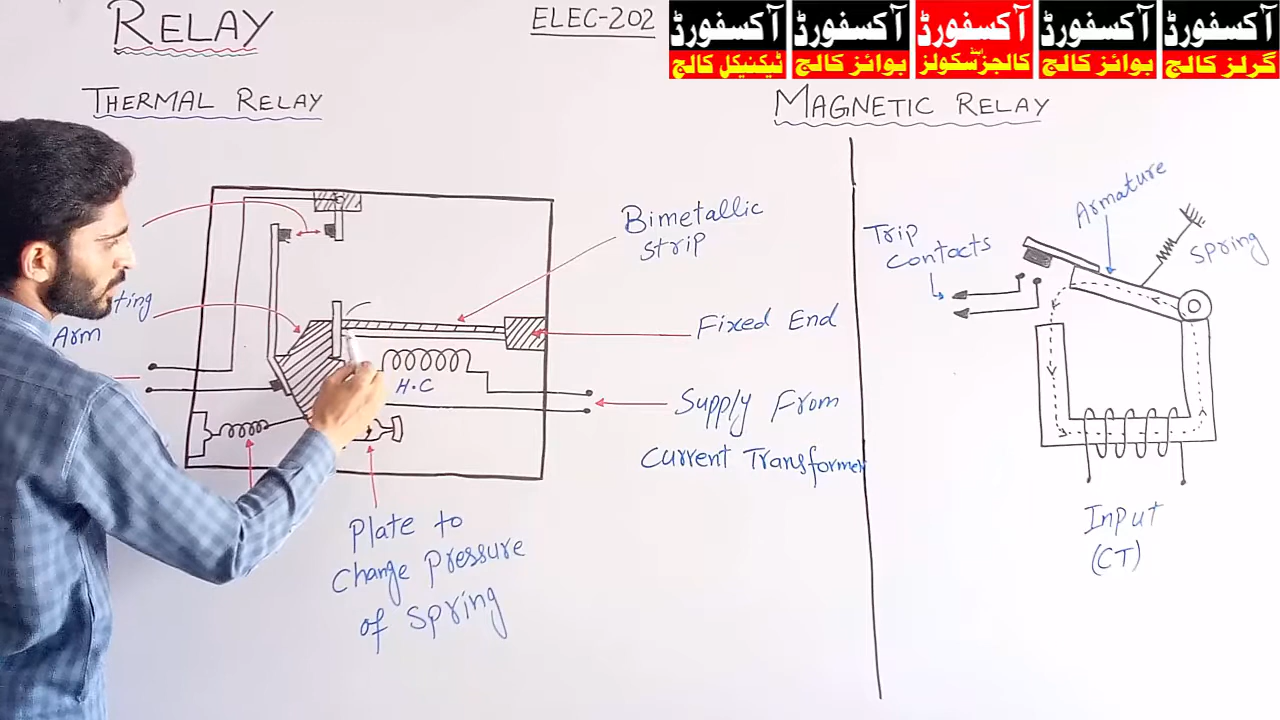 RELAY
ELEC-202
آکسفورڈ
ٹیکنیکل کالج
آکسفورڈ
بوائز کالج
آکسفورڈ
کالجز اینڈ سکولز
آکسفورڈ
بوائز کالج
آکسفورڈ
گرلز کالج
THERMAL RELAY
MAGNETIC RELAY
Bimetallic
Strip
Fixed End
Supply From
Current Transformer
ting
Arm
H.C
Plate to
Change Pressure
of Spring
Armature
Trip
Contacts
Spring
Input
(CT)